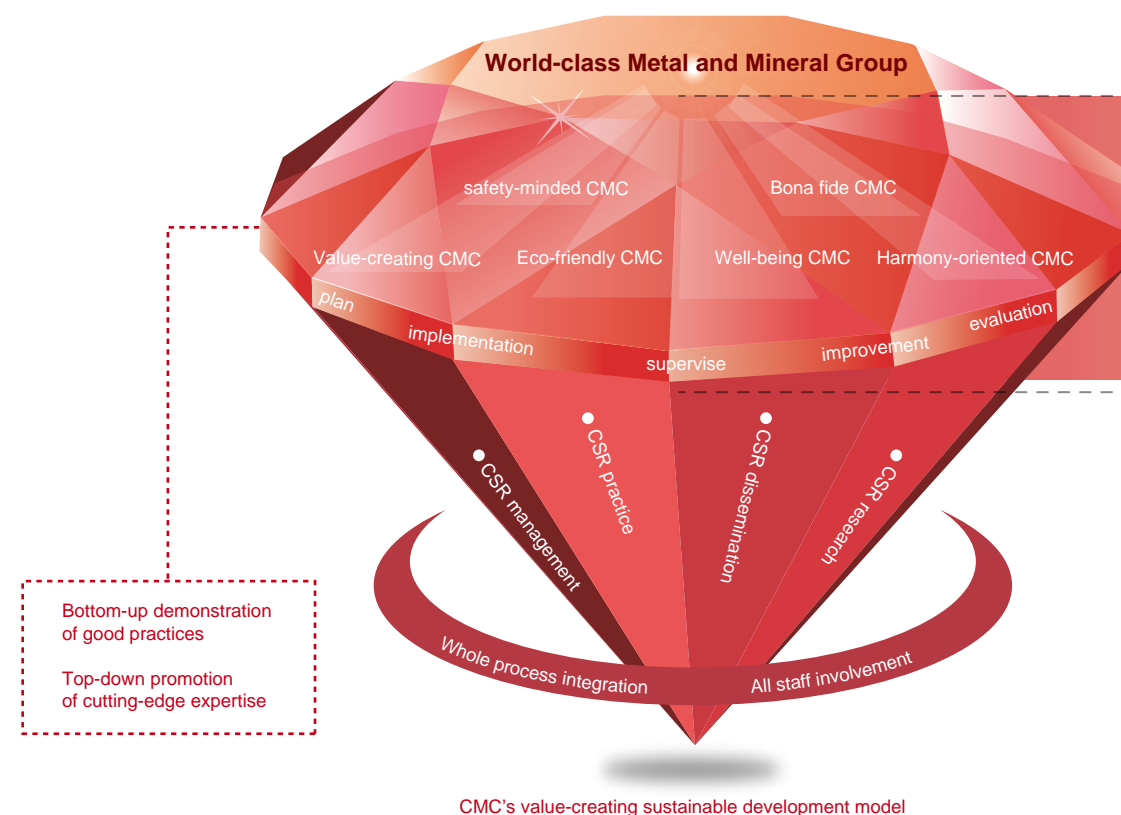 World-class Metal and Mineral Group
safety-minded CMC
Bona fide CMC
Value-creating CMC
Eco-friendly CMC
Well-being CMC
Harmony-oriented CMC
plan
implementation
supervise
improvement
evaluation
CSR management
CSR practice
CSR dissemination
CSR research
Whole process integration
All staff involvement
Bottom-up demonstration
of good practices
Top-down promotion
of cutting-edge expertise
CMC's value-creating sustainable development model